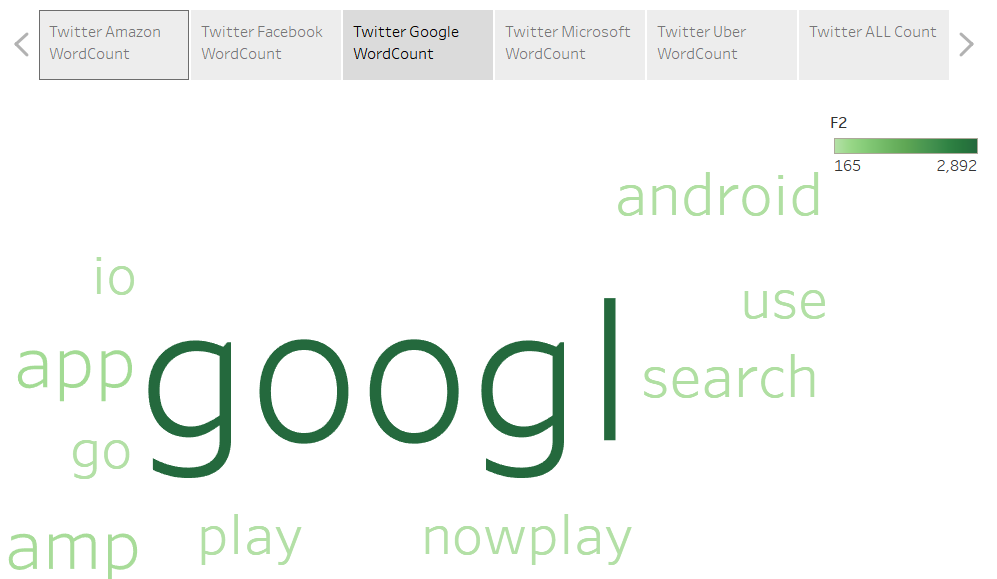 Twitter Amazon
WordCount
Twitter Facebook
WordCount
Twitter Google
WordCount
Twitter Microsoft
WordCount
Twitter Uber
WordCount
Twitter ALL Count
F2
165 2,892
android
io
use
app
googl
search
go
play
nowplay
amp